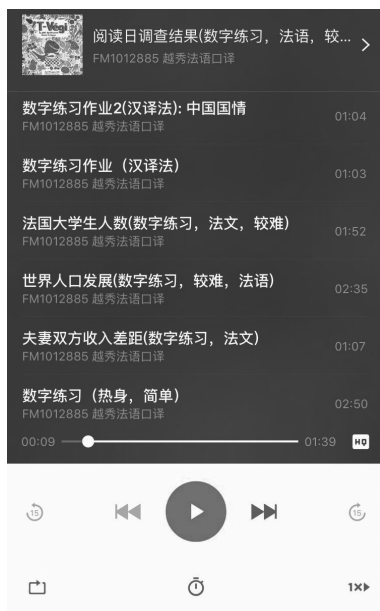 T-Vegi
阅读日调查结果(数字练习，法语，较...
FM1012885 越秀法语口译
数字练习作业2(汉译法): 中国国情
01:04
FM1012885 越秀法语口译
数字练习作业（汉译法）
01:03
FM1012885 越秀法语口译
法国大学生人数(数字练习，法文，较难)
01:52
FM1012885 越秀法语口译
世界人口发展(数字练习，较难，法语)
02:35
FM1012885 越秀法语口译
夫妻双方收入差距(数字练习，法文)
01:07
FM1012885 越秀法语口译
数字练习（热身，简单）
02:50
FM1012885 越秀法语口译
00:09
01:39
HQ
15
15
1×